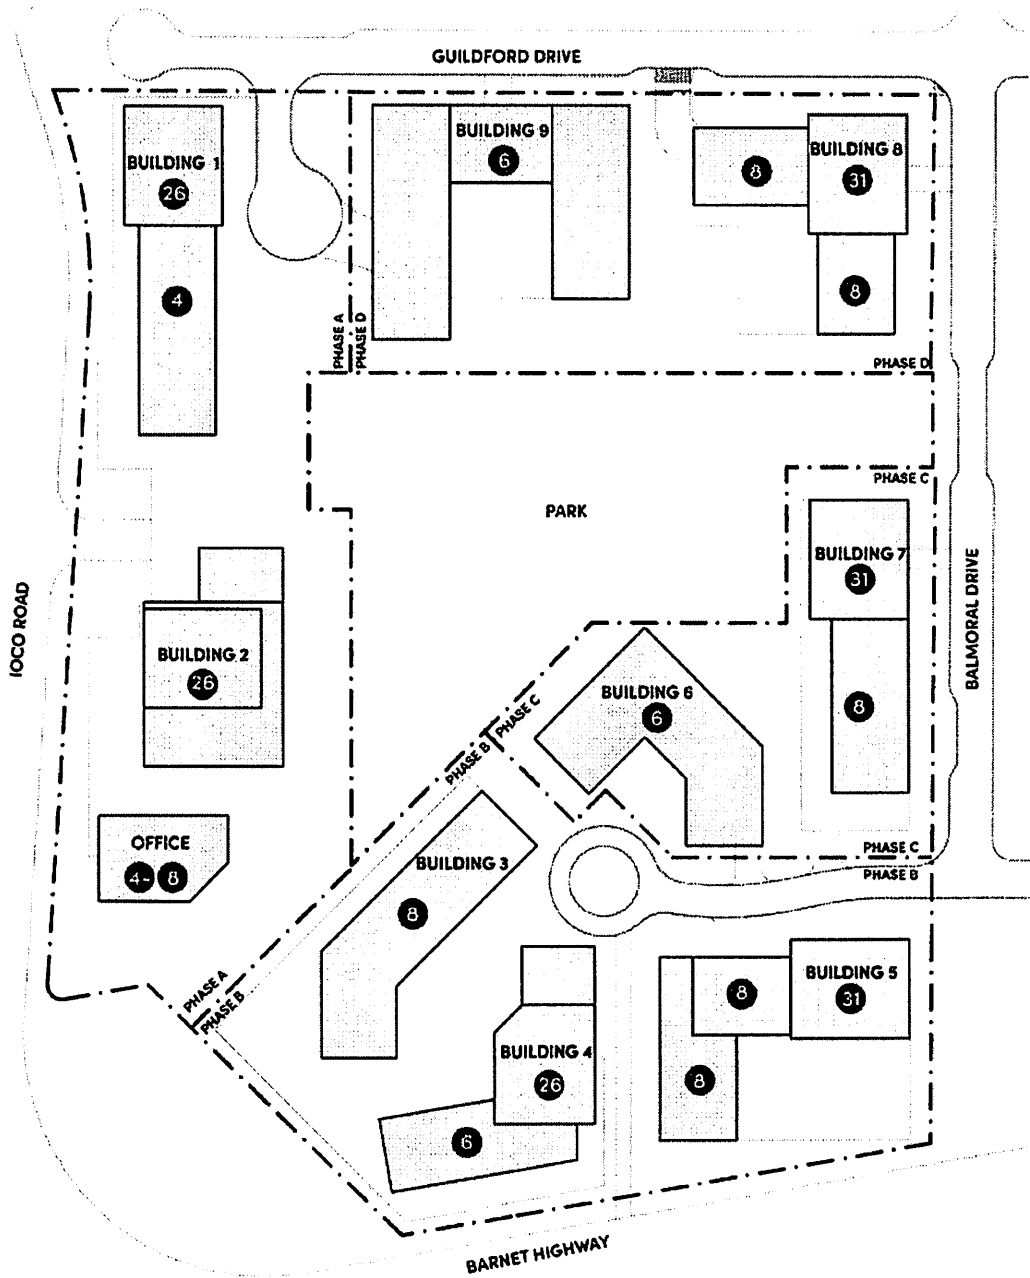 GUILDFORD DRIVE
BUILDING 1
26
4
BUILDING 9
6
8
BUILDING 8
31
8
PHASE A
PHASE D
PHASE D
PARK
PHASE C
BUILDING 7
31
8
IOCO ROAD
BALMORAL DRIVE
BUILDING 2
26
BUILDING 6
6
PHASE C
PHASE B
OFFICE
4-
8
BUILDING 3
8
PHASE C
PHASE B
PHASE A
PHASE B
BUILDING 4
26
6
8
BUILDING 5
31
8
BARNET HIGHWAY